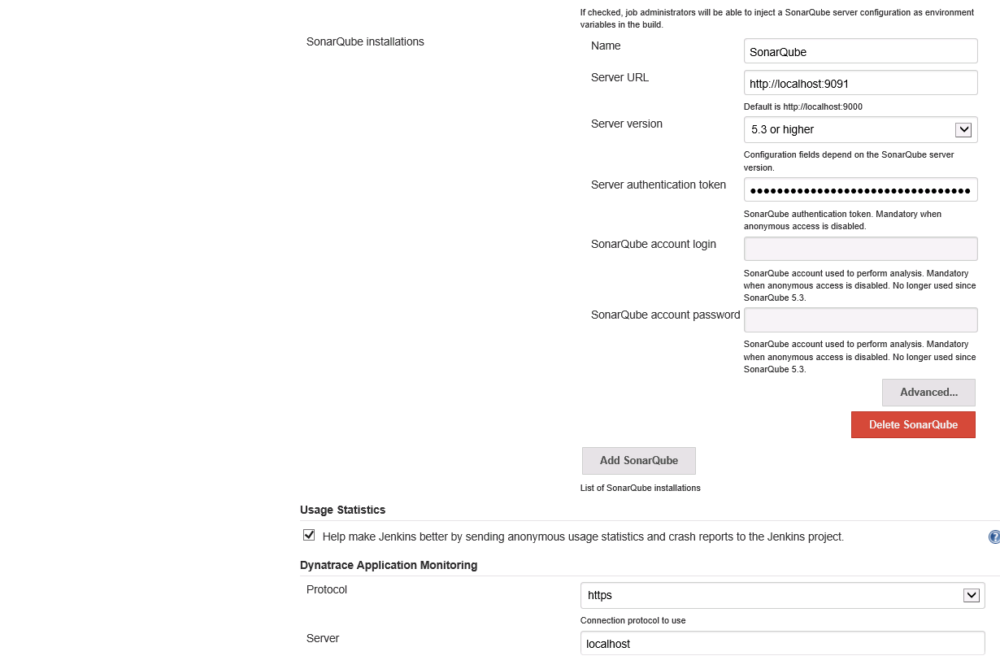 If checked, job administrators will be able to inject a SonarQube server configuration as environment
variables in the build.
SonarQube installations
Name
SonarQube
Server URL
http://localhost:9091
Default is http://localhost:9000
Server version
5.3 or higher
Configuration fields depend on the SonarQube server
version.
Server authentication token
●●●●●●●●●●●●●●●●●●●●●●●●●●●●●●●●●
SonarQube authentication token. Mandatory when
anonymous access is disabled.
SonarQube account login
SonarQube account used to perform analysis. Mandatory
when anonymous access is disabled. No longer used since
SonarQube 5.3.
SonarQube account password
SonarQube account used to perform analysis. Mandatory
when anonymous access is disabled. No longer used since
SonarQube 5.3.
Advanced...
Delete SonarQube
Add SonarQube
List of SonarQube installations
Usage Statistics
Help make Jenkins better by sending anonymous usage statistics and crash reports to the Jenkins project.
?
Dynatrace Application Monitoring
Protocol
https
Connection protocol to use
Server
localhost